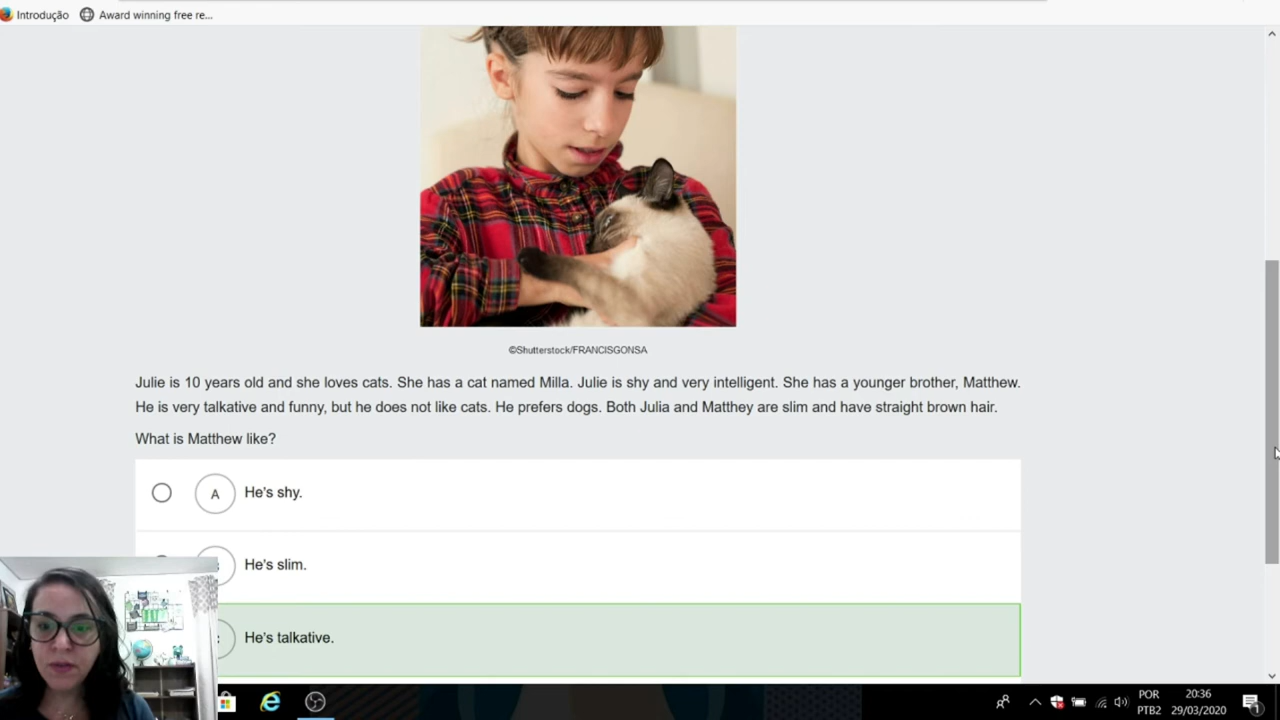 Introdução
Award winning free re...
©Shutterstock/FRANCISGONSA
Julie is 10 years old and she loves cats. She has a cat named Milla. Julie is shy and very intelligent. She has a younger brother, Matthew.
He is very talkative and funny, but he does not like cats. He prefers dogs. Both Julia and Matthey are slim and have straight brown hair.
What is Matthew like?
A He's shy.
He's slim.
He's talkative.
POR 20:36
PTB2 29/03/2020
1